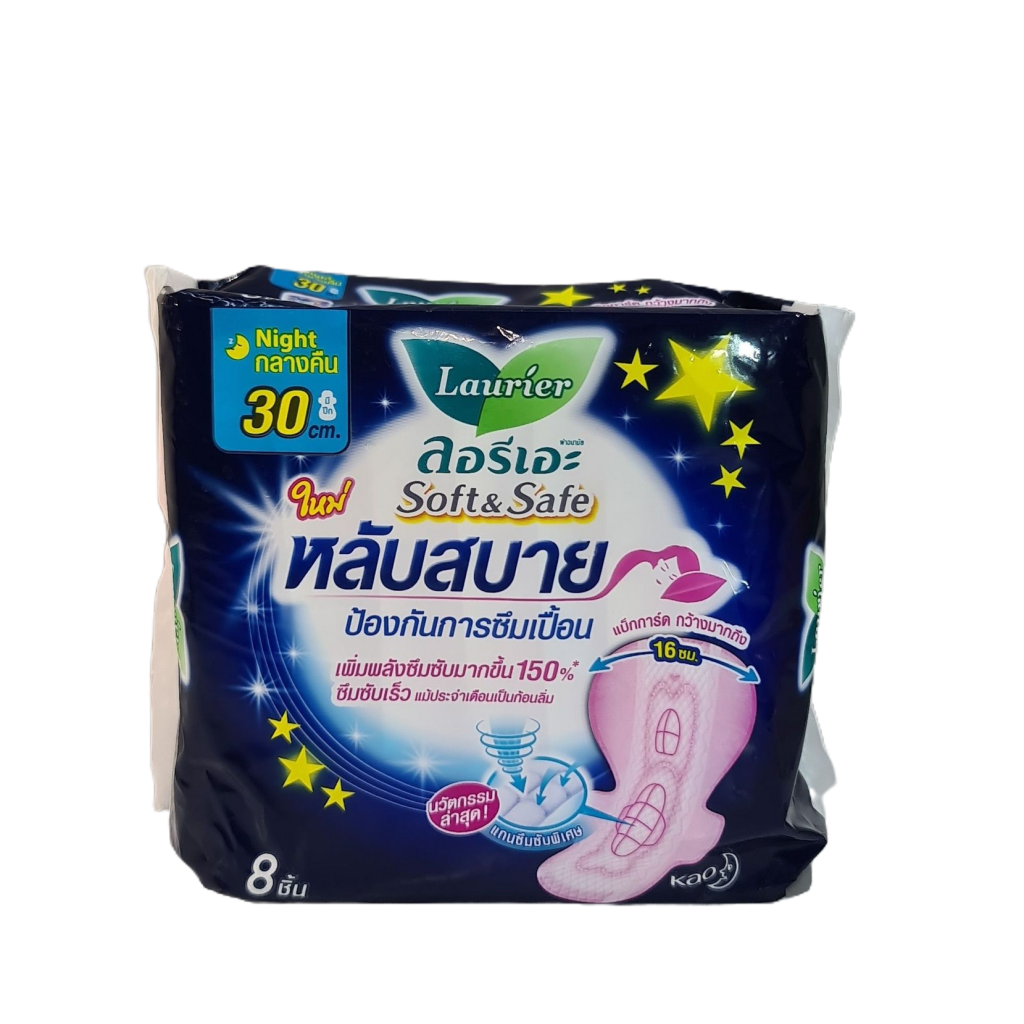 30
Night
กลางคืน
30 cm.
มี
ปีก
Laurier
ลอรีเอะ
Soft & Safe
ใหม่
หลับสบาย
ป้องกันการซึมเปื้อน
เพิ่มพลังซึมซับมากขึ้น 150%*
ซึมซับเร็ว แม้ประจำเดือนเป็นก้อนลิ่ม
แบ็กการ์ด กว้างมากถึง
16 ซม.
นวัตกรรม
ล่าสุด!
แกนซึมซับพิเศษ
8 ชิ้น
Kao